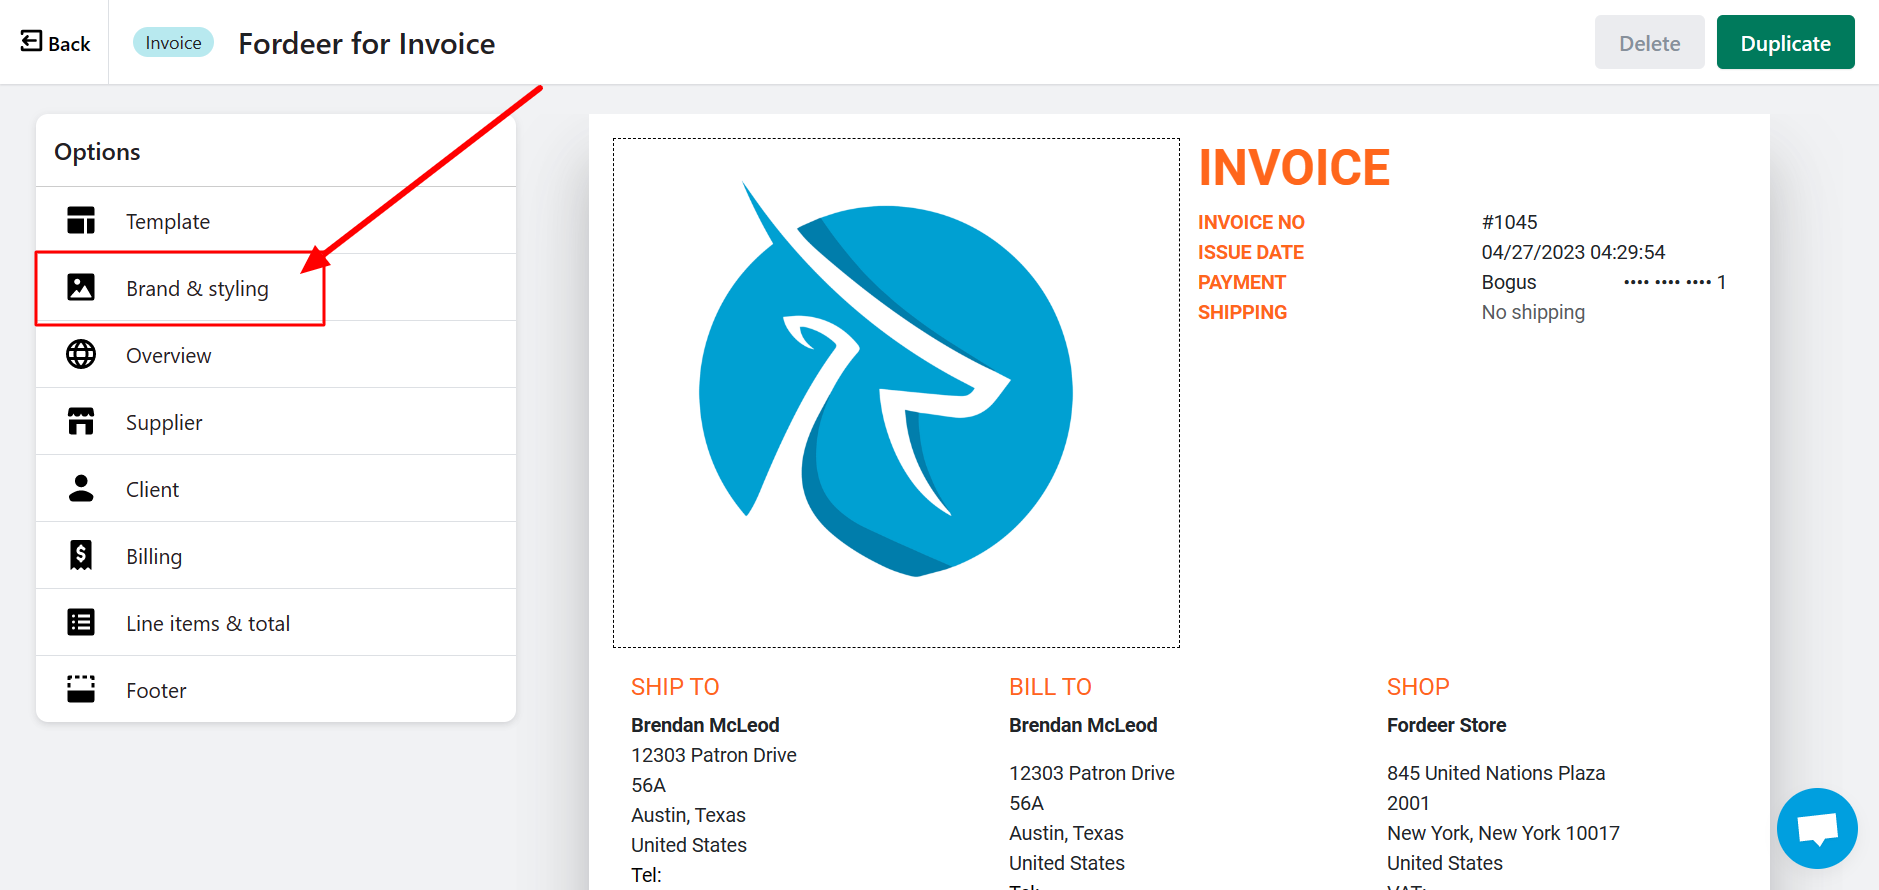 Back
Invoice
Fordeer for Invoice
Delete
Duplicate
Options
Template
Brand & styling
Overview
Supplier
Client
Billing
Line items & total
Footer
INVOICE
INVOICE NO #1045
ISSUE DATE 04/27/2023 04:29:54
PAYMENT Bogus •••• •••• •••• 1
SHIPPING No shipping
SHIP TO
Brendan McLeod
12303 Patron Drive
56A
Austin, Texas
United States
Tel:
BILL TO
Brendan McLeod
12303 Patron Drive
56A
Austin, Texas
United States
SHOP
Fordeer Store
845 United Nations Plaza
2001
New York, New York 10017
United States